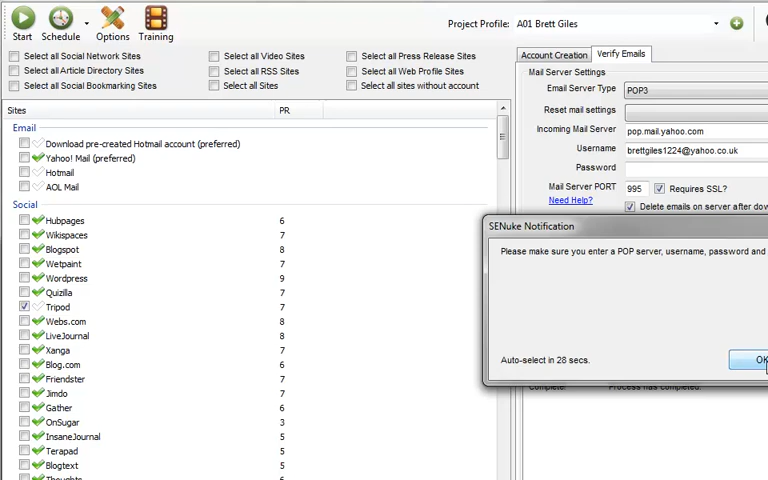 Start Schedule Options Training
Project Profile: A01 Brett Giles
Select all Social Network Sites Select all Video Sites Select all Press Release Sites
Select all Article Directory Sites Select all RSS Sites Select all Web Profile Sites
Select all Social Bookmarking Sites Select all Sites Select all sites without account
Sites PR
Email
Download pre-created Hotmail account (preferred)
Yahoo! Mail (preferred)
Hotmail
AOL Mail
Social
Hubpages 6
Wikispaces 7
Blogspot 8
Wetpaint 7
Wordpress 9
Quizilla 7
Tripod 7
Webs.com 8
LiveJournal 8
Xanga 7
Blog.com 7
Friendster 7
Jimdo 7
Gather 6
OnSugar 3
InsaneJournal 5
Terapad 5
Blogtext 5
Account Creation Verify Emails
Mail Server Settings
Email Server Type POP3
Reset mail settings
Incoming Mail Server pop.mail.yahoo.com
Username brettgiles1224@yahoo.co.uk
Password
Mail Server PORT 995 Requires SSL?
Need Help? Delete emails on server after
SENuke Notification
Please make sure you enter a POP server, username, password and
Auto-select in 28 secs.
OK
Complete: Process has completed.